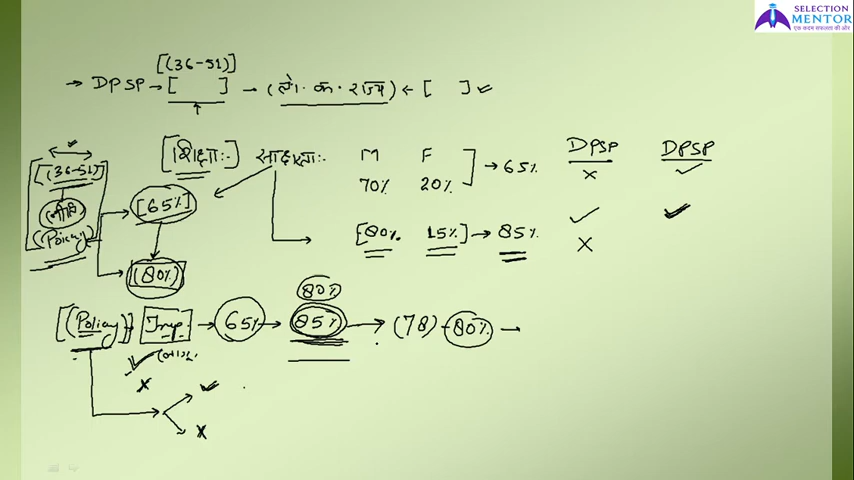 SELECTION
MENTOR
एक कदम सफलता की ओर
[(36-51)]
→ DPSP → [ ] → (लो. क. राज्य) ← [ ] ✓
[शिक्षा:-] साक्षरता:- M F ] → 65% DPSP DPSP
70% 20% × ✓
[(36-51)]
(नीति)
(Policy)
[65%]
[80% 15%] → 85% ✓ ✓
×
(80%)
80%
[(Policy)] Imp → 65% → 85% → (78) - 80% →
✓
× ✓
×